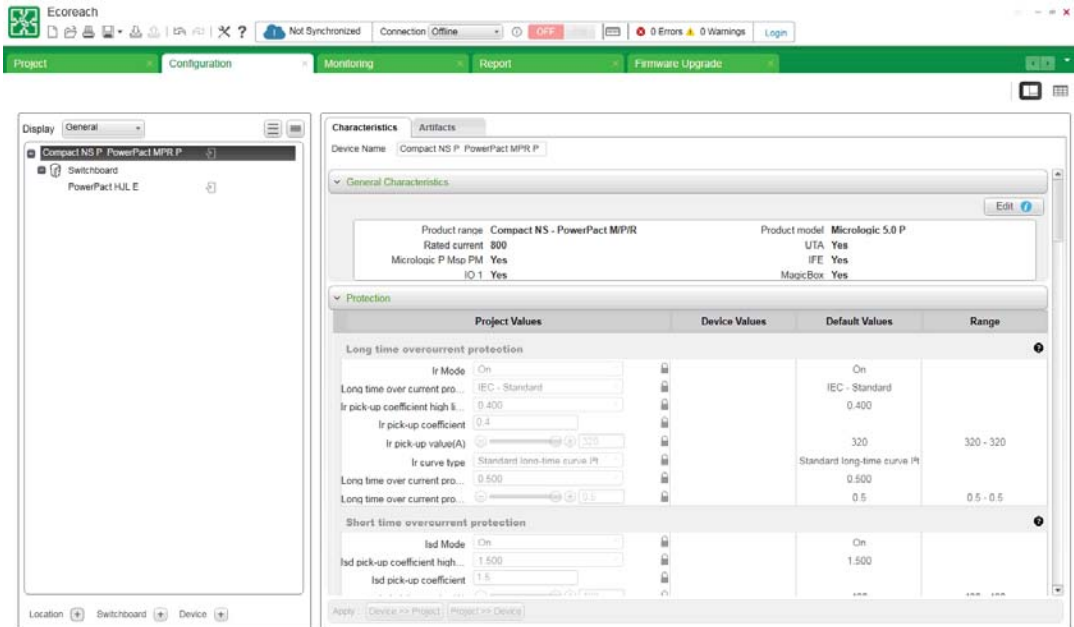 Ecoreach
Not Synchronized Connection Offline OFF 0 Errors 0 Warnings Login
Project Configuration Monitoring Report Firmware Upgrade
Display General
Compact NS P PowerPact MPR P
Switchboard
PowerPact HJL E
Location Switchboard Device
Characteristics Artifacts
Device Name Compact NS P PowerPact MPR P
General Characteristics
Edit
Product range Compact NS - PowerPact M/P/R Product model Micrologic 5.0 P
Rated current 800 UTA Yes
Micrologic P Msp PM Yes IFE Yes
IO 1 Yes MagicBox Yes
Protection
Project Values Device Values Default Values Range
Long time overcurrent protection
Ir Mode On On
Long time over current pro... IEC - Standard IEC - Standard
Ir pick-up coefficient high li... 0.400 0.400
Ir pick-up coefficient 0.4
Ir pick-up value(A) 320 320 320 - 320
Ir curve type Standard long-time curve I²t Standard long-time curve I²t
Long time over current pro... 0.500 0.500
Long time over current pro... 0.5 0.5 0.5 - 0.5
Short time overcurrent protection
Isd Mode On On
Isd pick-up coefficient high... 1.500 1.500
Isd pick-up coefficient 1.5
Apply : Device => Project Project => Device